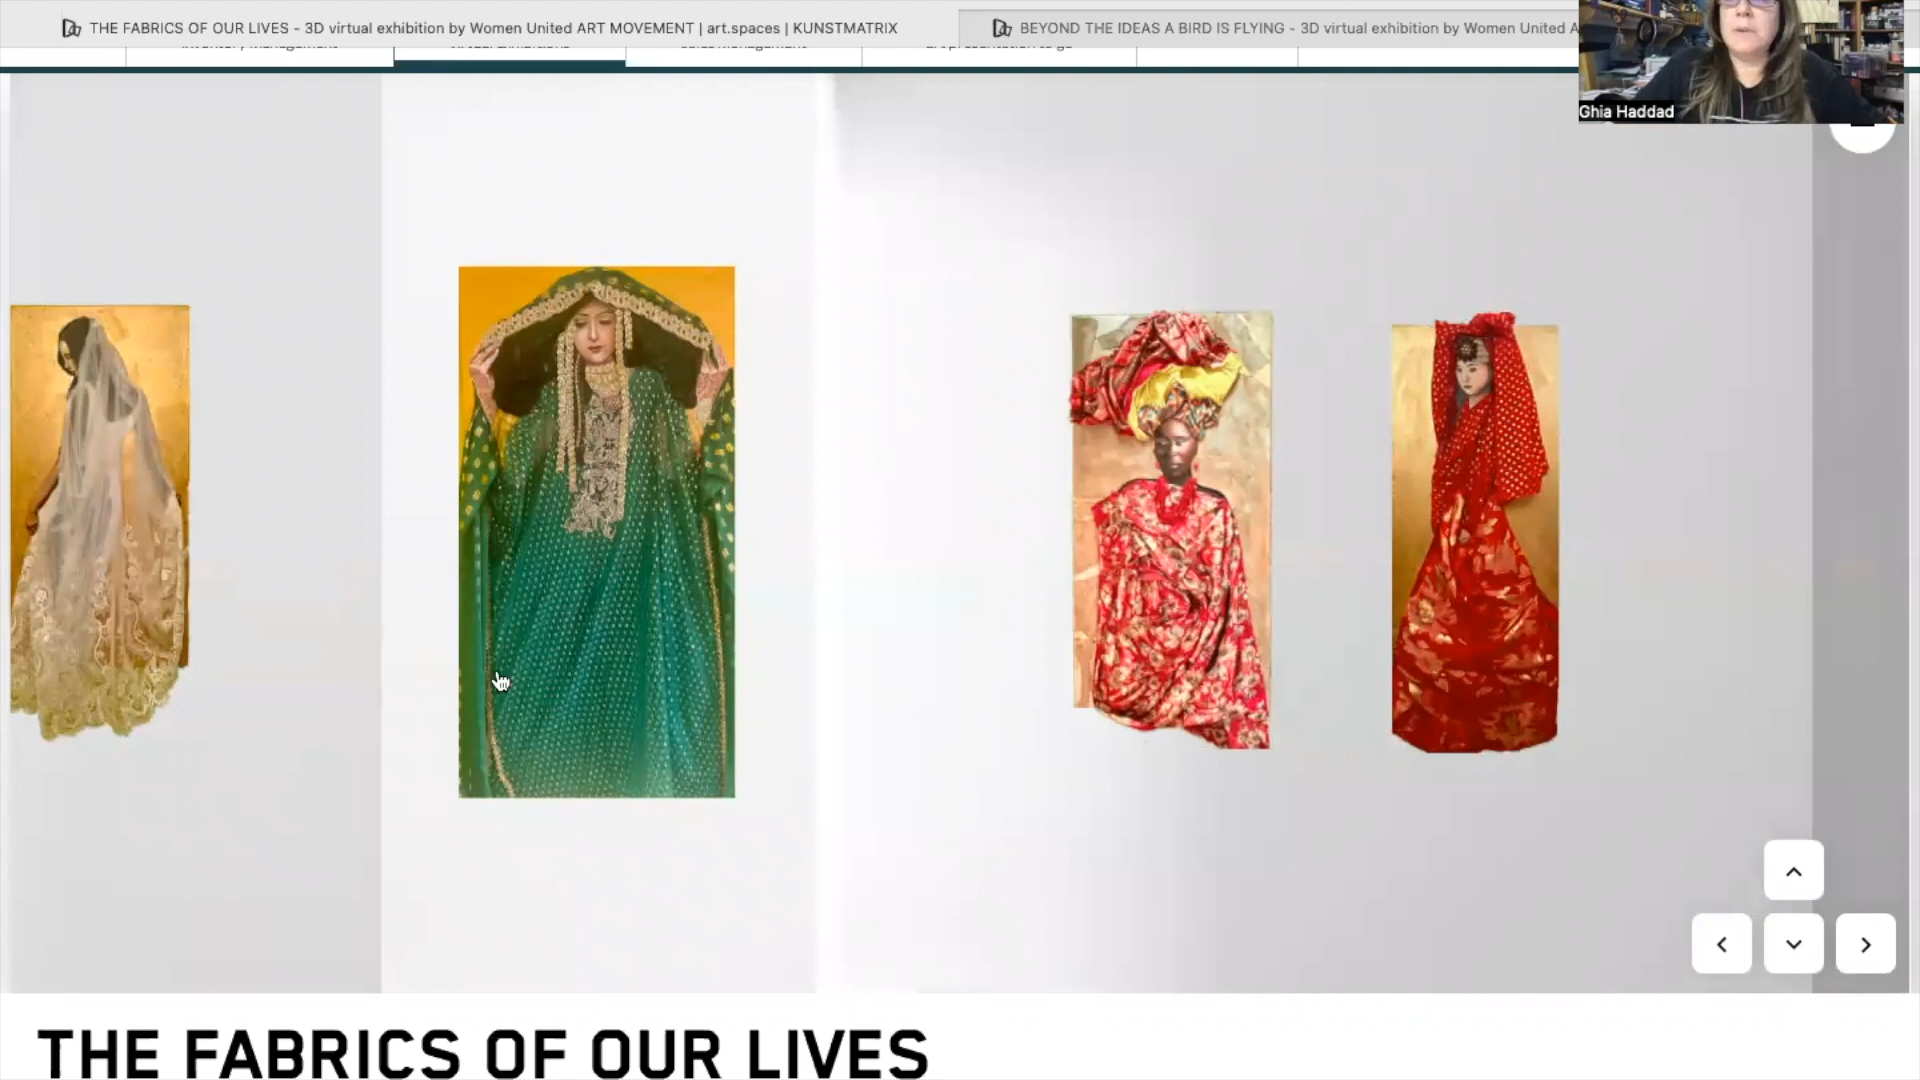 THE FABRICS OF OUR LIVES - 3D virtual exhibition by Women United ART MOVEMENT | art.spaces | KUNSTMATRIX
BEYOND THE IDEAS A BIRD IS FLYING - 3D virtual exhibition by Women United A
Ghia Haddad
THE FABRICS OF OUR LIVES